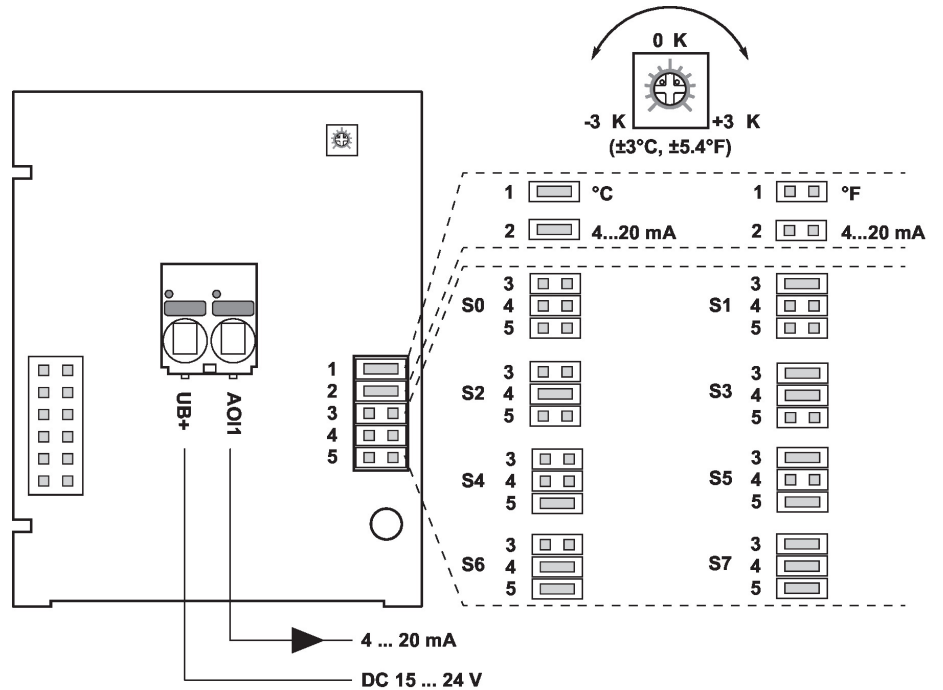 0 K
-3 K +3 K
(±3°C, ±5.4°F)
1 °C 1 °F
2 4...20 mA 2 4...20 mA
3 3
S0 4 S1 4
5 5
3 3
S2 4 S3 4
5 5
3 3
S4 4 S5 4
5 5
3 3
S6 4 S7 4
5 5
1
2
3
4
5
UB+ AOI1
4 ... 20 mA
DC 15 ... 24 V